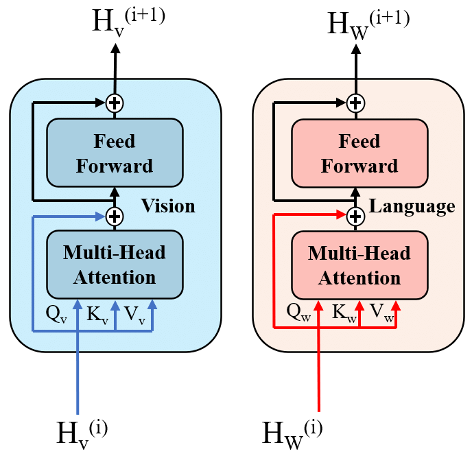 H_v^(i+1)
H_W^(i+1)
Feed
Forward
Feed
Forward
Vision
Language
Multi-Head
Attention
Multi-Head
Attention
Q_v K_v V_v
Q_w K_w V_w
H_v^(i)
H_W^(i)